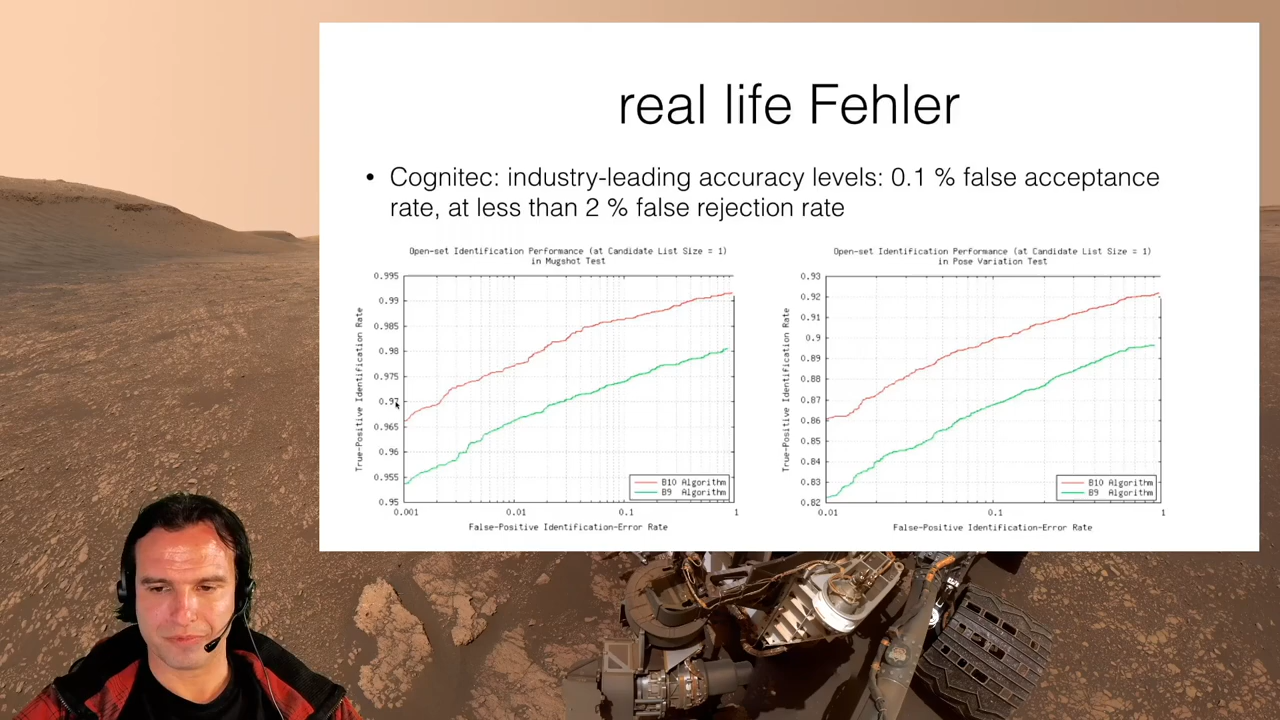 real life Fehler
• Cognitec: industry-leading accuracy levels: 0.1 % false acceptance
rate, at less than 2 % false rejection rate
Open-set Identification Performance (at Candidate List Size = 1)
in Mugshot Test
True-Positive Identification Rate
0.995
0.99
0.985
0.98
0.975
0.97
0.965
0.96
0.955
0.95
B10 Algorithm
B9 Algorithm
0.001
0.01
0.1
1
False-Positive Identification-Error Rate
Open-set Identification Performance (at Candidate List Size = 1)
in Pose Variation Test
True-Positive Identification Rate
0.93
0.92
0.91
0.9
0.89
0.88
0.87
0.86
0.85
0.84
0.83
0.82
B10 Algorithm
B9 Algorithm
0.01
0.1
1
False-Positive Identification-Error Rate